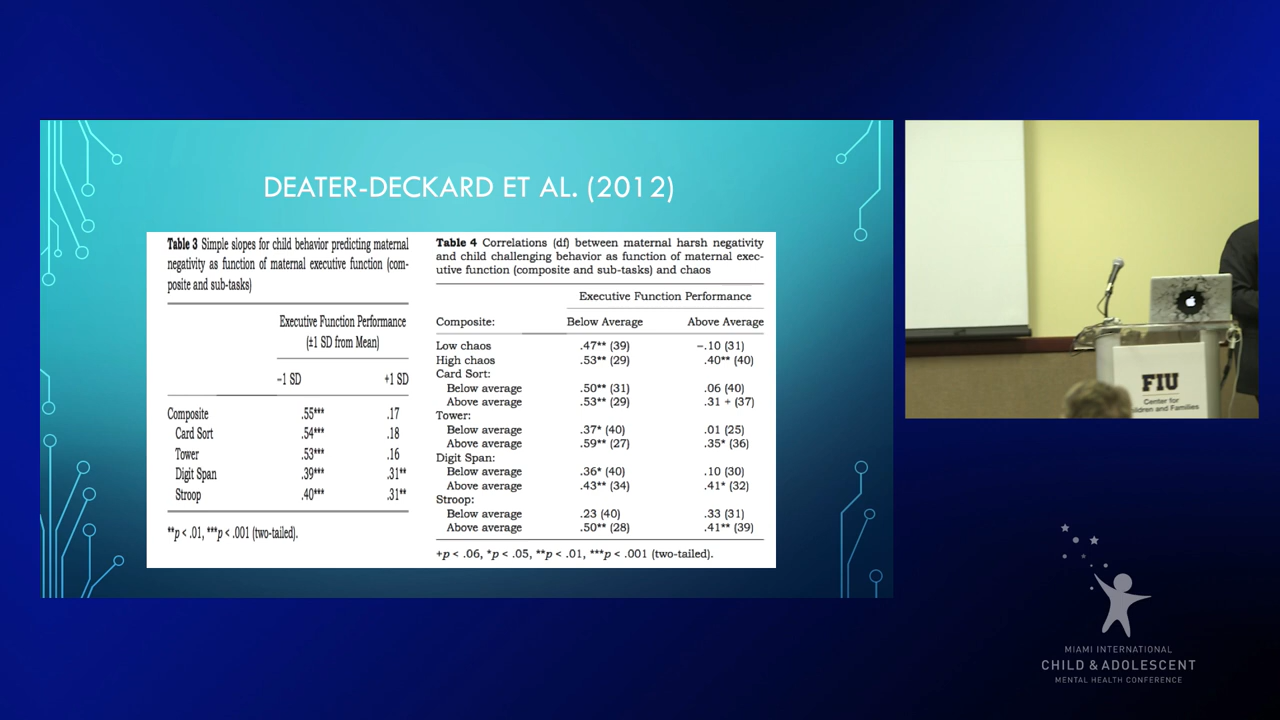 DEATER-DECKARD ET AL. (2012)
Table 3 Simple slopes for child behavior predicting maternal
negativity as function of maternal executive function (com-
posite and sub-tasks)
Executive Function Performance
(±1 SD from Mean)
−1 SD +1 SD
Composite .55*** .17
Card Sort .54*** .18
Tower .53*** .16
Digit Span .39*** .31**
Stroop .40*** .31**
**p < .01, ***p < .001 (two-tailed).
Table 4 Correlations (df) between maternal harsh negativity
and child challenging behavior as function of maternal exec-
utive function (composite and sub-tasks) and chaos
Executive Function Performance
Composite: Below Average Above Average
Low chaos .47** (39) −.10 (31)
High chaos .53** (29) .40** (40)
Card Sort:
Below average .50** (31) .06 (40)
Above average .53** (29) .31 + (37)
Tower:
Below average .37* (40) .01 (25)
Above average .59** (27) .35* (36)
Digit Span:
Below average .36* (40) .10 (30)
Above average .43** (34) .41* (32)
Stroop:
Below average .23 (40) .33 (31)
Above average .50** (28) .41** (39)
+p < .06, *p < .05, **p < .01, ***p < .001 (two-tailed).
FIU
Center for
ildren and Families
MIAMI INTERNATIONAL
CHILD & ADOLESCENT
MENTAL HEALTH CONFERENCE